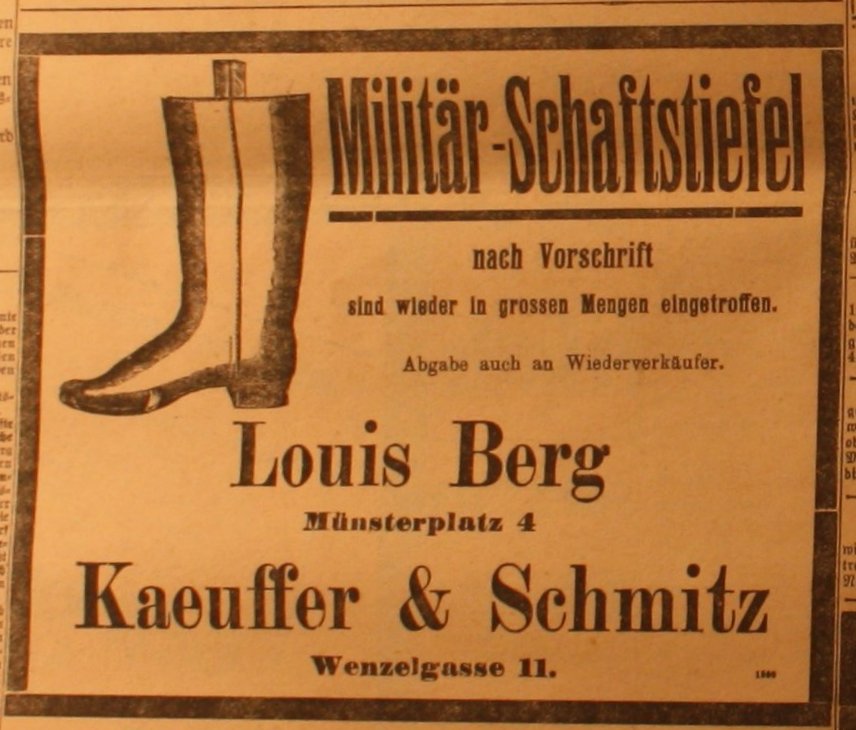 Militär-Schaftstiefel
nach Vorschrift
sind wieder in grossen Mengen eingetroffen.
Abgabe auch an Wiederverkäufer.
Louis Berg
Münsterplatz 4
Kaeuffer & Schmitz
Wenzelgasse 11.